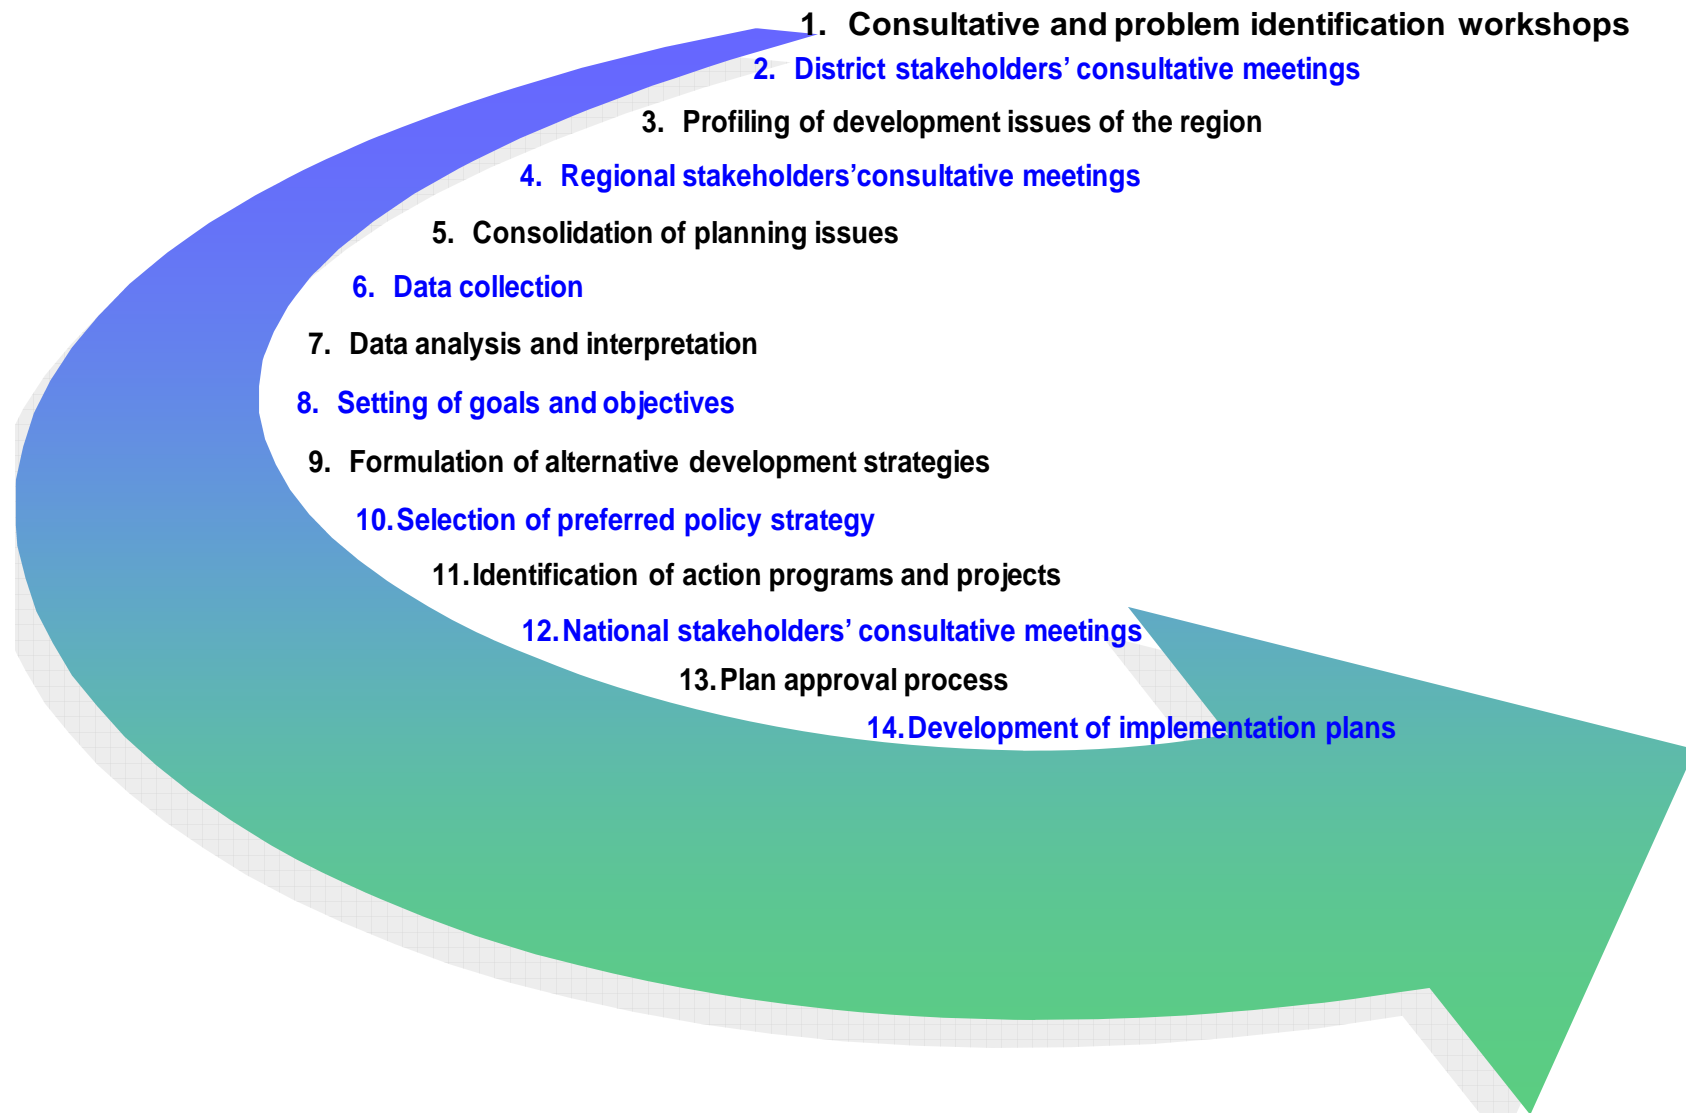 1. Consultative and problem identification workshops
2. District stakeholders’ consultative meetings
3. Profiling of development issues of the region
4. Regional stakeholders’consultative meetings
5. Consolidation of planning issues
6. Data collection
7. Data analysis and interpretation
8. Setting of goals and objectives
9. Formulation of alternative development strategies
10.Selection of preferred policy strategy
11.Identification of action programs and projects
12.National stakeholders’ consultative meetings
13.Plan approval process
14.Development of implementation plans